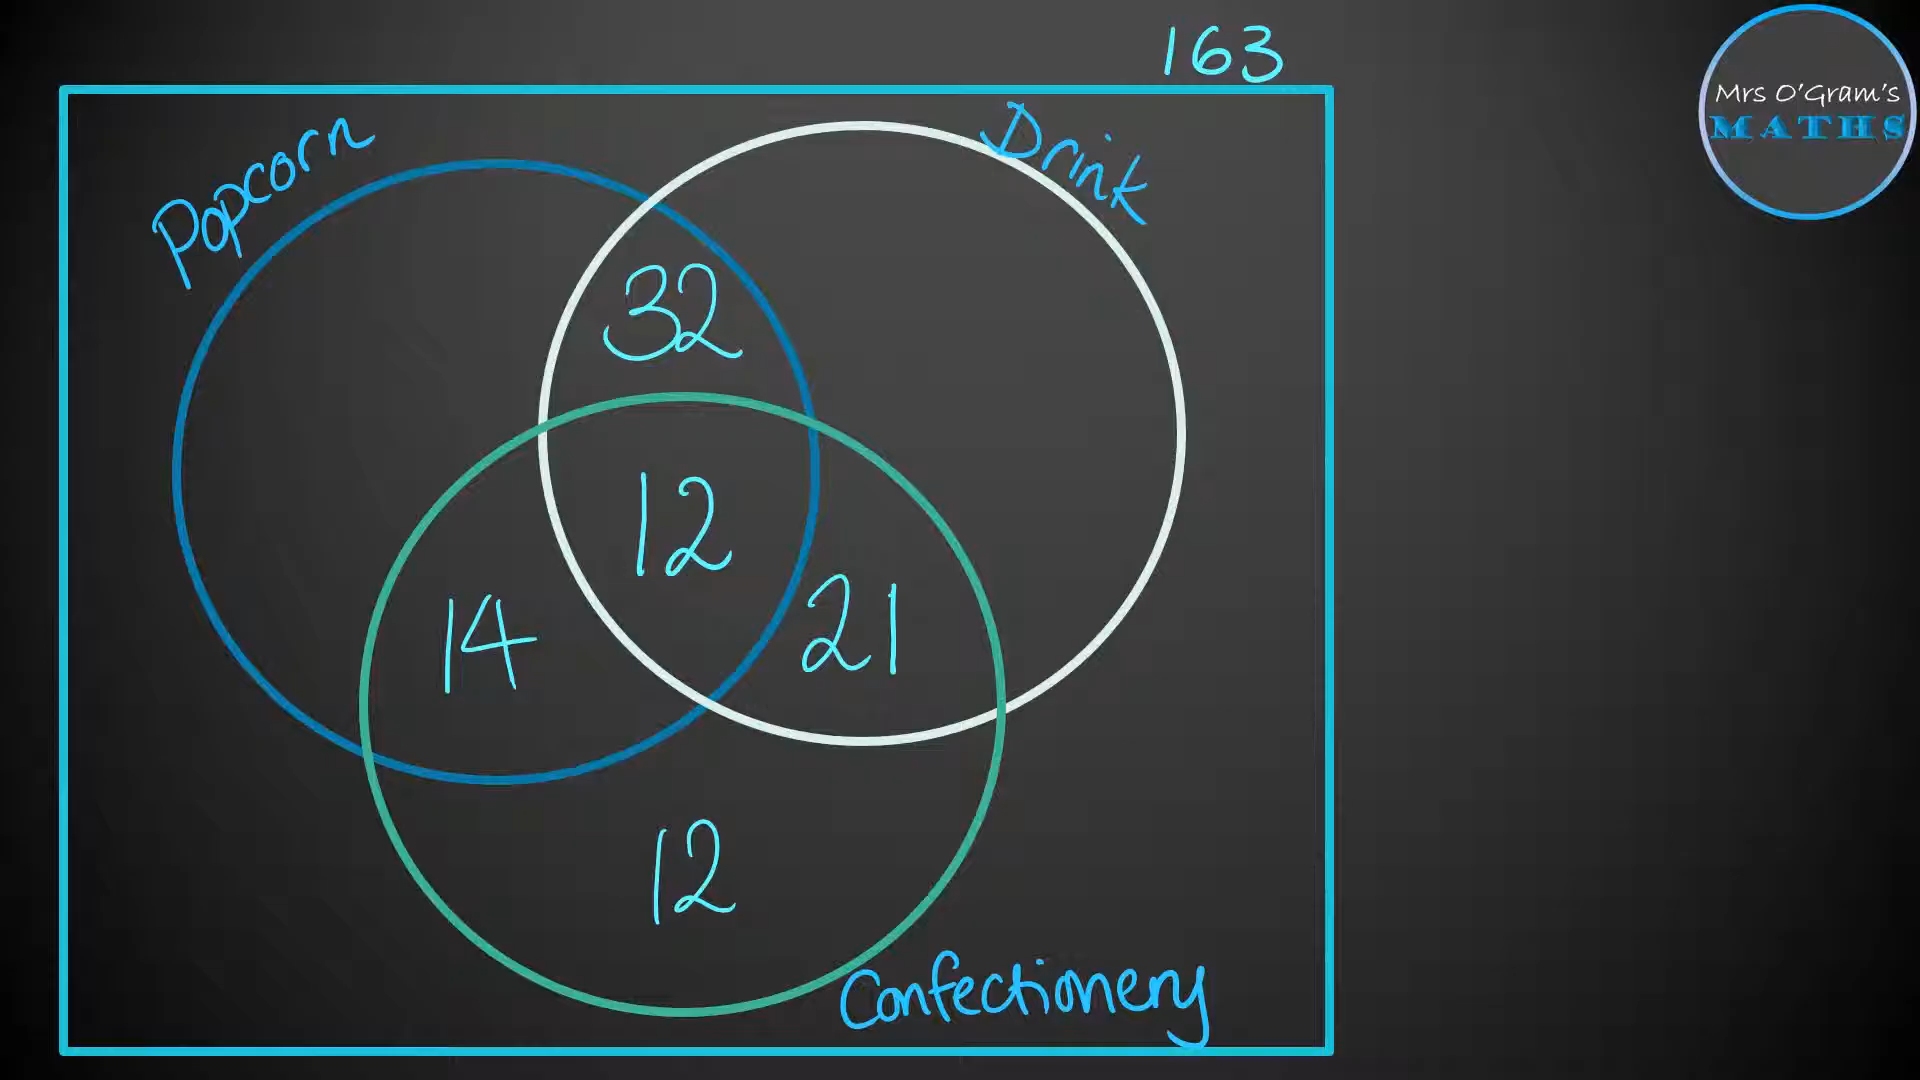 163
Mrs O'Gram's
MATHS
Popcorn
Drink
32
12
14
21
12
Confectionery